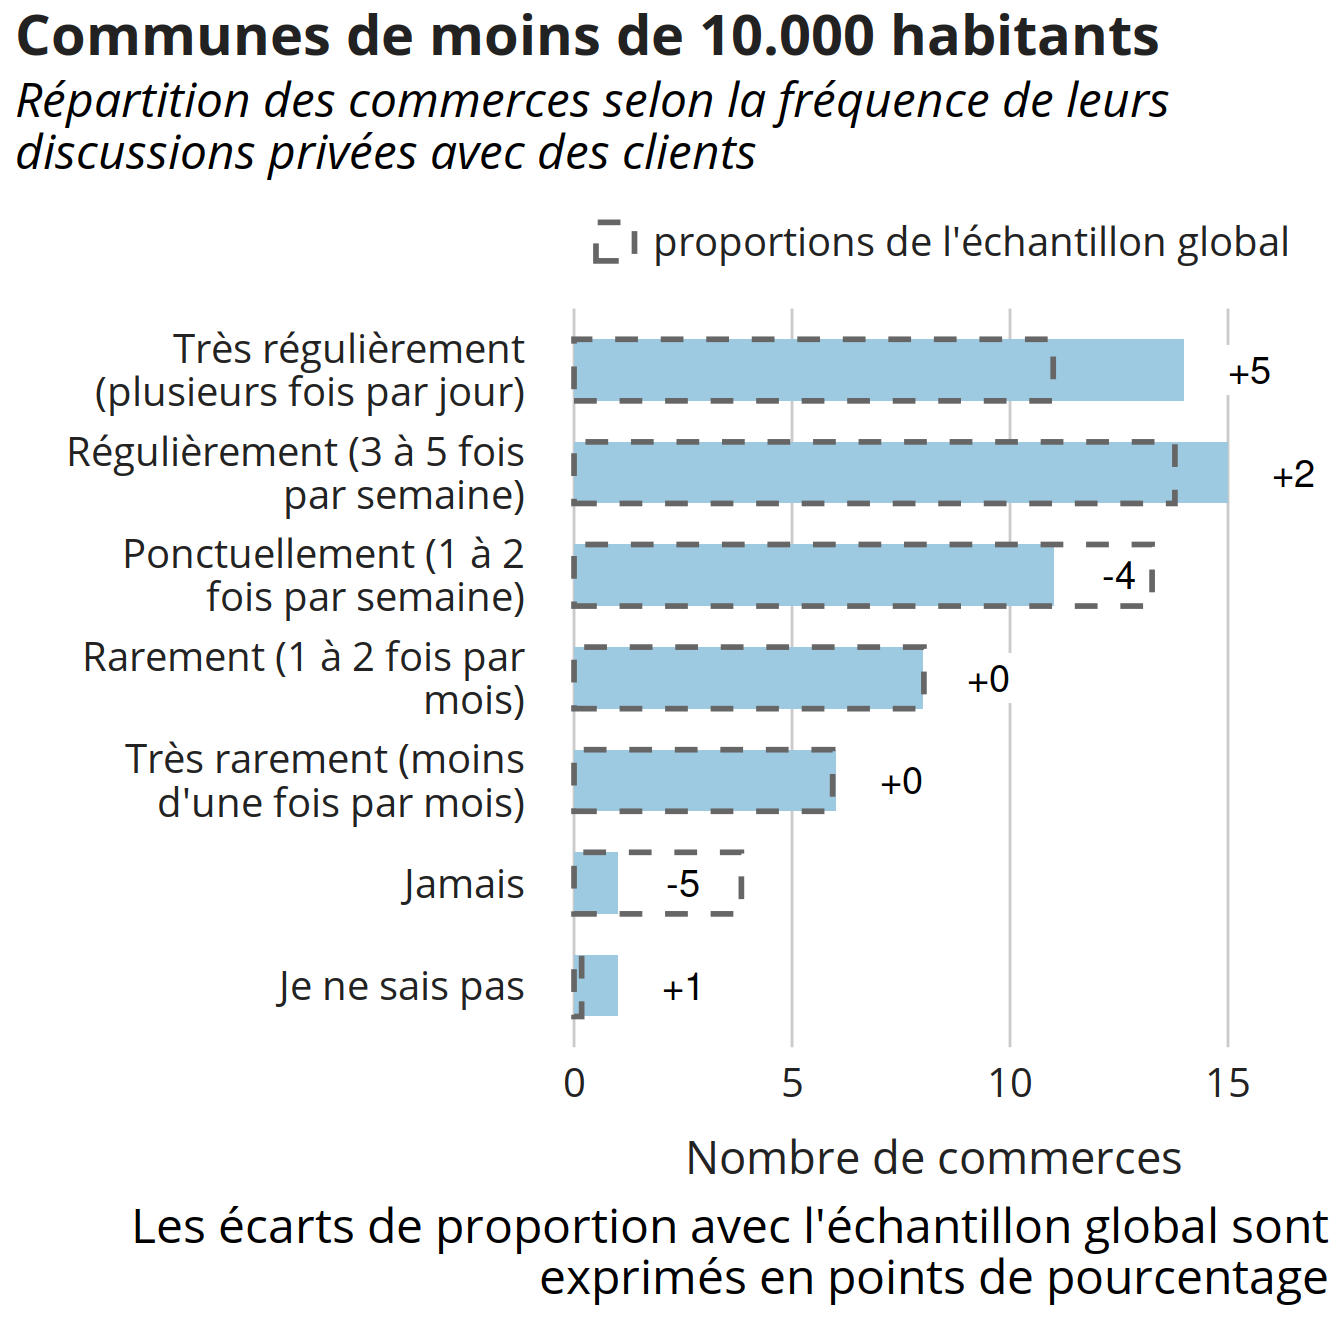 Communes de moins de 10.000 habitants
Répartition des commerces selon la fréquence de leurs
discussions privées avec des clients
proportions de l'échantillon global
Très régulièrement
(plusieurs fois par jour)
+5
Régulièrement (3 à 5 fois
par semaine)
+2
Ponctuellement (1 à 2
fois par semaine)
-4
Rarement (1 à 2 fois par
mois)
+0
Très rarement (moins
d'une fois par mois)
+0
Jamais
-5
Je ne sais pas
+1
0 5 10 15
Nombre de commerces
Les écarts de proportion avec l'échantillon global sont
exprimés en points de pourcentage